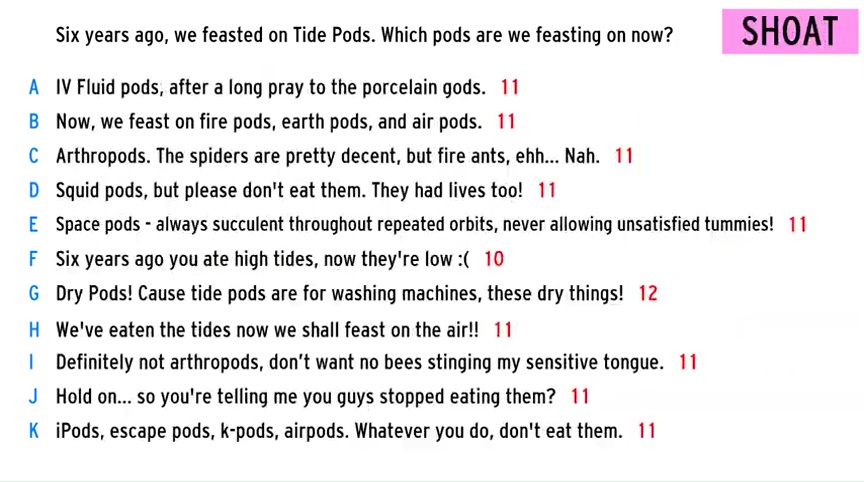 Six years ago, we feasted on Tide Pods. Which pods are we feasting on now?
SHOAT
A IV Fluid pods, after a long pray to the porcelain gods. 11
B Now, we feast on fire pods, earth pods, and air pods. 11
C Arthropods. The spiders are pretty decent, but fire ants, ehh... Nah. 11
D Squid pods, but please don't eat them. They had lives too! 11
E Space pods - always succulent throughout repeated orbits, never allowing unsatisfied tummies! 11
F Six years ago you ate high tides, now they're low :( 10
G Dry Pods! Cause tide pods are for washing machines, these dry things! 12
H We've eaten the tides now we shall feast on the air!! 11
I Definitely not arthropods, don’t want no bees stinging my sensitive tongue. 11
J Hold on... so you're telling me you guys stopped eating them? 11
K iPods, escape pods, k-pods, airpods. Whatever you do, don't eat them. 11